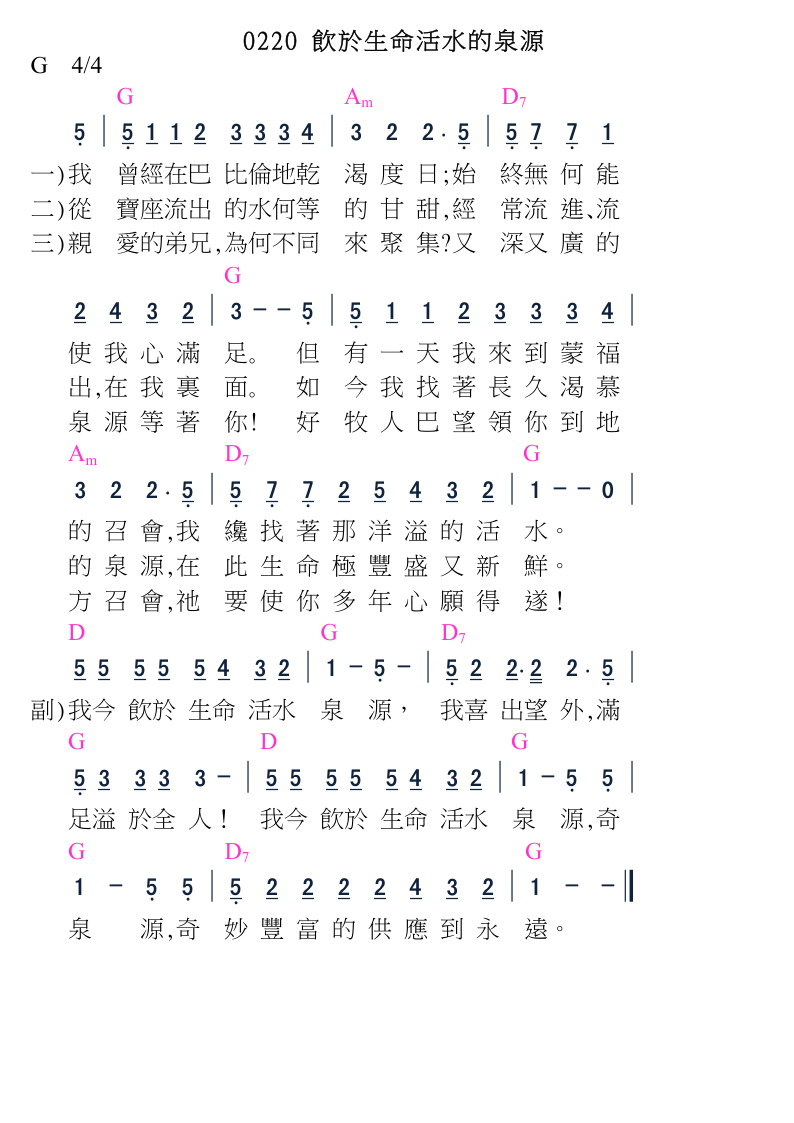 0220 飲於生命活水的泉源
G 4/4
G Am D7
5 | 5 1 1 2 3 3 3 4 | 3 2 2 . 5 | 5 7 7 1
一)我 曾經在巴 比倫地乾 渴 度 日;始 終無 何 能
二)從 寶座流出 的水何等 的 甘 甜,經 常流 進、流
三)親 愛的弟兄,為何不同 來 聚 集?又 深又 廣 的
G
2 4 3 2 | 3 - - 5 | 5 1 1 2 3 3 3 4 |
使 我 心 滿 足。 但 有 一 天 我 來 到 蒙 福
出,在 我 裏 面。 如 今 我 找 著 長 久 渴 慕
泉 源 等 著 你! 好 牧 人 巴 望 領 你 到 地
Am D7 G
3 2 2 . 5 | 5 7 7 2 5 4 3 2 | 1 - - 0 |
的 召 會,我 纔 找 著 那 洋 溢 的 活 水。
的 泉 源,在 此 生 命 極 豐 盛 又 新 鮮。
方 召 會,祂 要 使 你 多 年 心 願 得 遂!
D G D7
5 5 5 5 5 4 3 2 | 1 - 5 - | 5 2 2. 2 2 . 5 |
副)我今 飲於 生命 活水 泉 源, 我喜 出望 外,滿
G D G
5 3 3 3 3 - | 5 5 5 5 5 4 3 2 | 1 - 5 5 |
足溢 於全 人! 我今 飲於 生命 活水 泉 源,奇
G D7 G
1 - 5 5 | 5 2 2 2 2 4 3 2 | 1 - - ‖
泉 源,奇 妙 豐 富 的 供 應 到 永 遠。